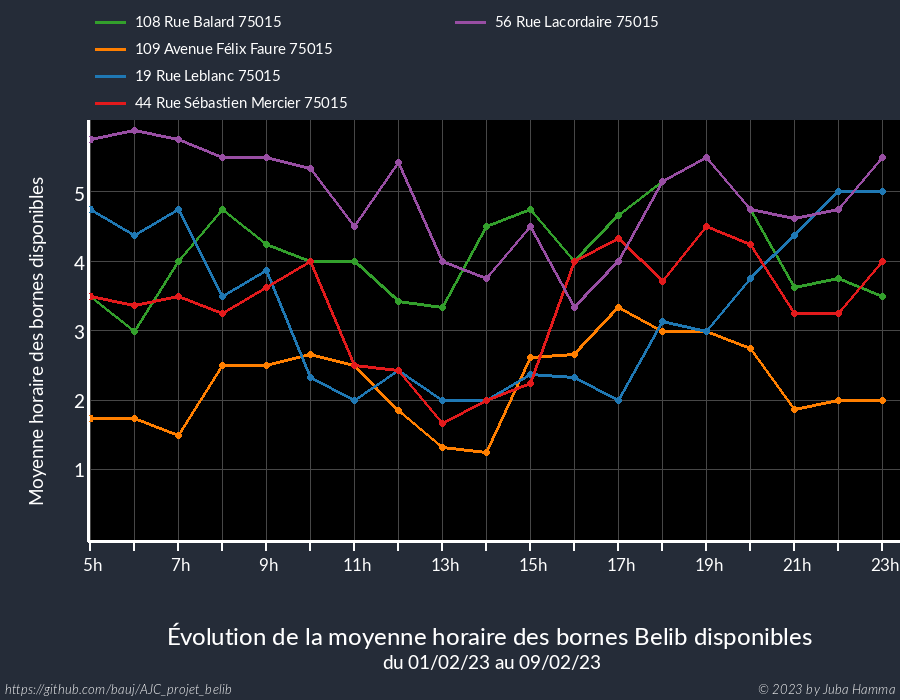 108 Rue Balard 75015
56 Rue Lacordaire 75015
109 Avenue Félix Faure 75015
19 Rue Leblanc 75015
44 Rue Sébastien Mercier 75015
Moyenne horaire des bornes disponibles
5
4
3
2
1
5h 7h 9h 11h 13h 15h 17h 19h 21h 23h
Évolution de la moyenne horaire des bornes Belib disponibles
du 01/02/23 au 09/02/23
https://github.com/bauj/AJC_projet_belib
© 2023 by Juba Hamma